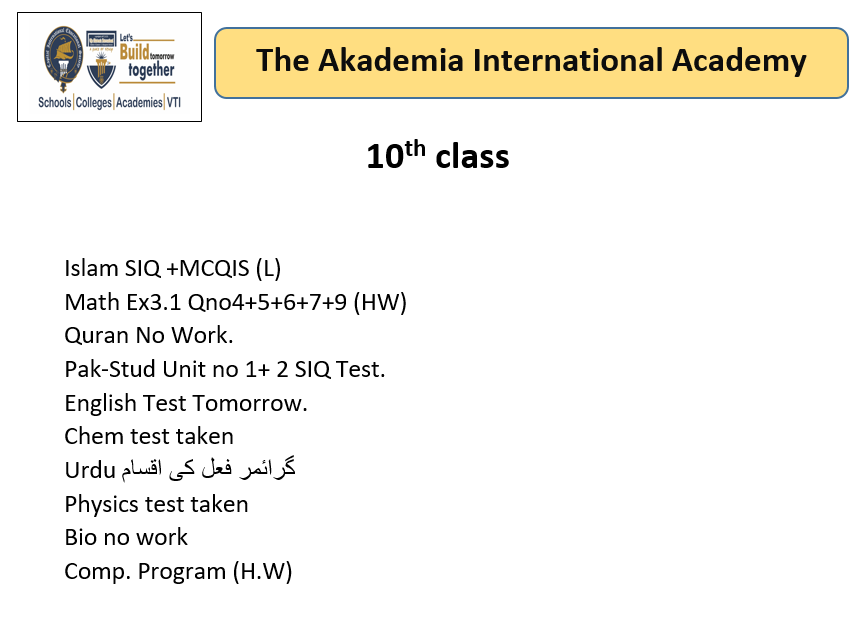 Let's
Build tomorrow
together
Schools|Colleges|Academies|VTI
The Akademia International Academy
10th class
Islam SIQ +MCQIS (L)
Math Ex3.1 Qno4+5+6+7+9 (HW)
Quran No Work.
Pak-Stud Unit no 1+ 2 SIQ Test.
English Test Tomorrow.
Chem test taken
Urdu گرائمر فعل کی اقسام
Physics test taken
Bio no work
Comp. Program (H.W)